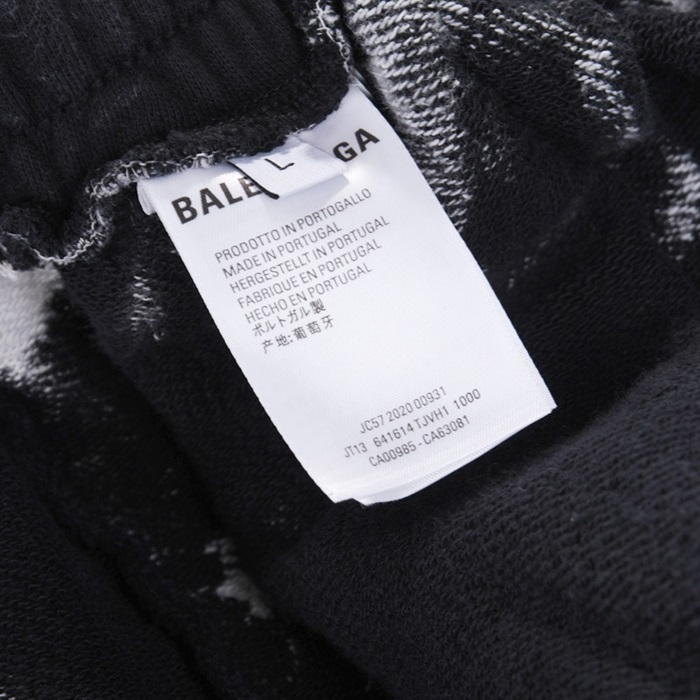 BALE GA
L
PRODOTTO IN PORTOGALLO
MADE IN PORTUGAL
HERGESTELLT IN PORTUGAL
FABRIQUE EN PORTUGAL
HECHO EN PORTUGAL
ポルトガル製
产地:葡萄牙
JC57 2020 00931
JT13 641614 TJVH1 1000
CA00985 - CA63081